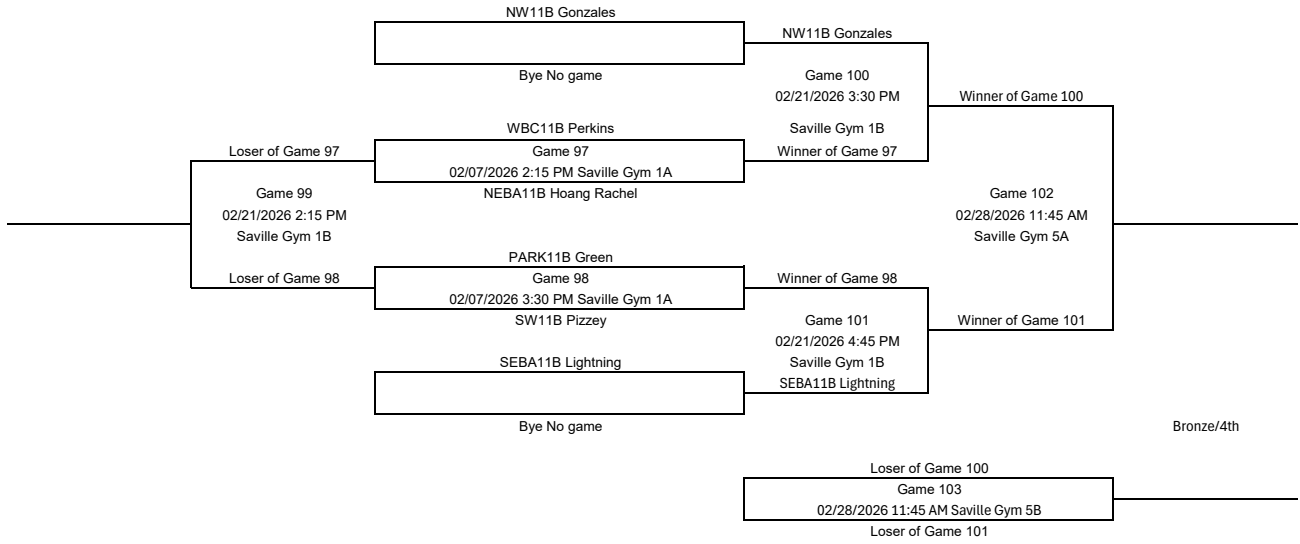 NW11B Gonzales
NW11B Gonzales
Bye No game
Game 100
02/21/2026 3:30 PM
Winner of Game 100
WBC11B Perkins
Saville Gym 1B
Loser of Game 97
Game 97
Winner of Game 97
02/07/2026 2:15 PM Saville Gym 1A
Game 99
NEBA11B Hoang Rachel
Game 102
02/21/2026 2:15 PM
02/28/2026 11:45 AM
Saville Gym 1B
Saville Gym 5A
PARK11B Green
Loser of Game 98
Game 98
Winner of Game 98
02/07/2026 3:30 PM Saville Gym 1A
SW11B Pizzey
Game 101
Winner of Game 101
02/21/2026 4:45 PM
SEBA11B Lightning
Saville Gym 1B
SEBA11B Lightning
Bye No game
Bronze/4th
Loser of Game 100
Game 103
02/28/2026 11:45 AM Saville Gym 5B
Loser of Game 101